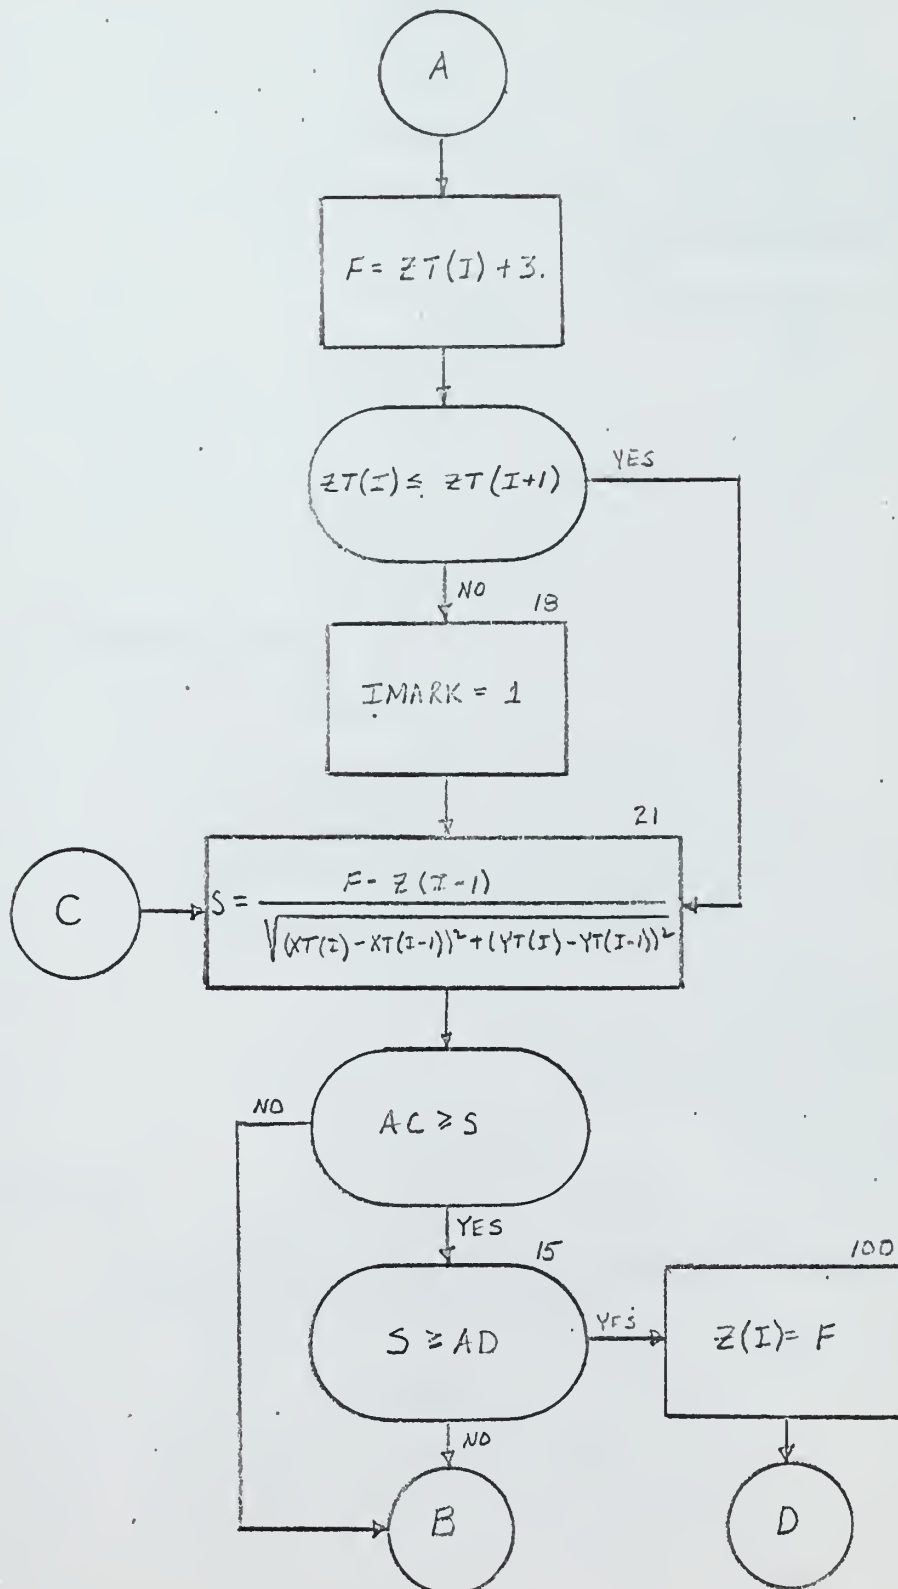 A
F = ZT(I) + 3.
ZT(I) ≤ ZT(I+1)
YES
NO
18
IMARK = 1
21
C
S = F - Z(I-1)
√(XT(I) - XT(I-1))² + (YT(I) - YT(I-1))²
NO
AC ≥ S
YES
15
100
S ≥ AD
YES
Z(I) = F
NO
B
D